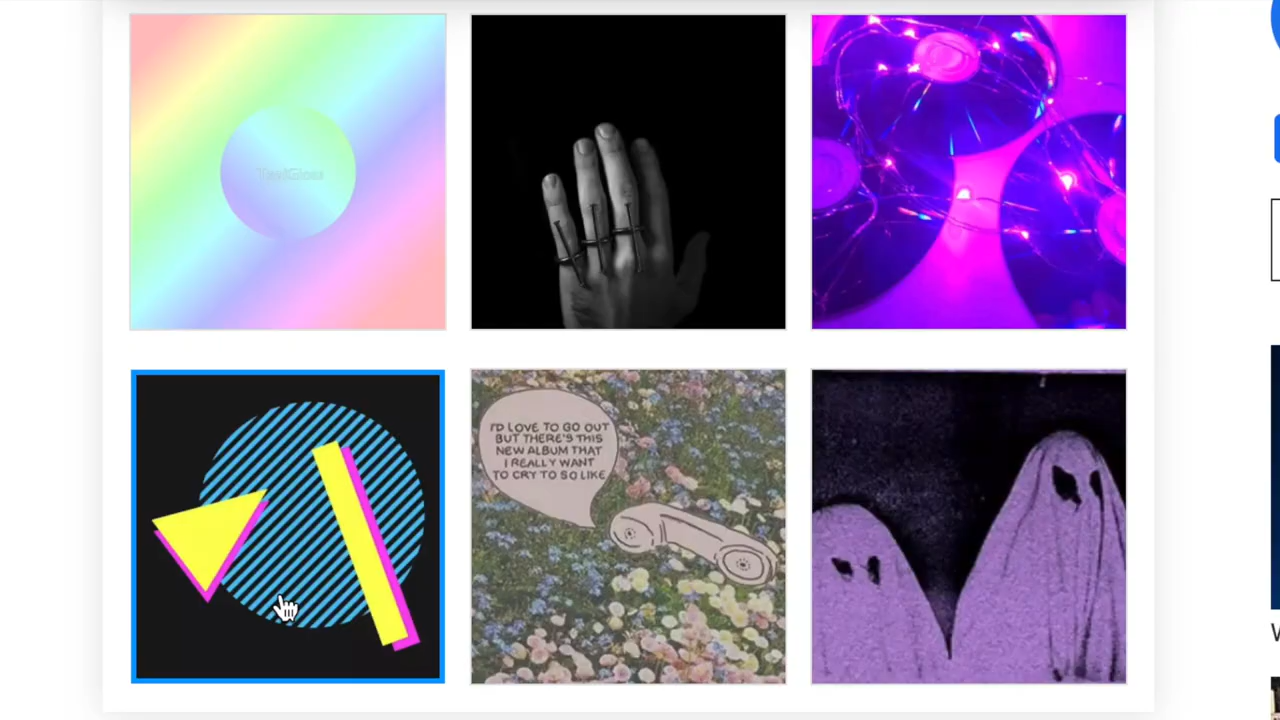 I'D LOVE TO GO OUT
BUT THERE'S THIS
NEW ALBUM THAT
I REALLY WANT
TO CRY TO SO LIKE